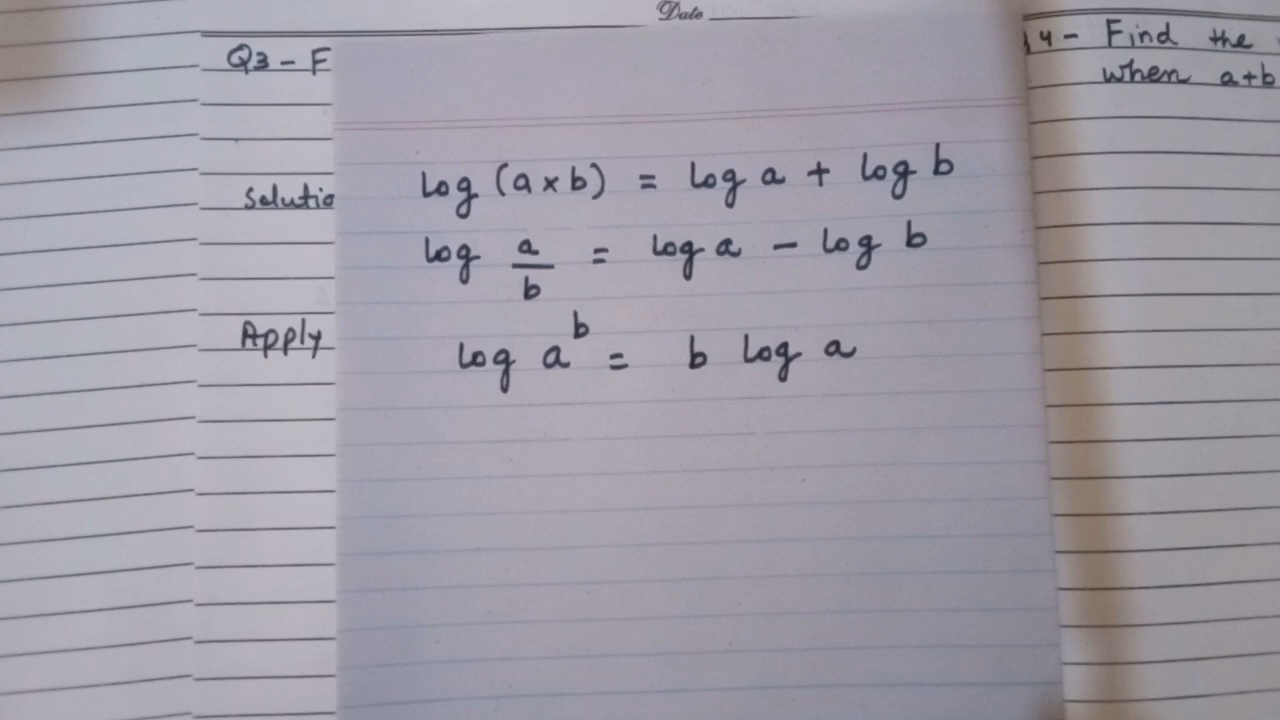 Date
Q3 - F
Solutio
Apply
log (a × b) = log a + log b
log a/b = log a - log b
log a^b = b log a
4 - Find the
when a+b